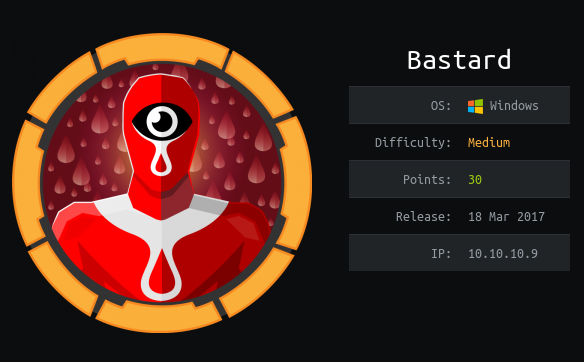 Bastard
OS: Windows
Difficulty: Medium
Points: 30
Release: 18 Mar 2017
IP: 10.10.10.9